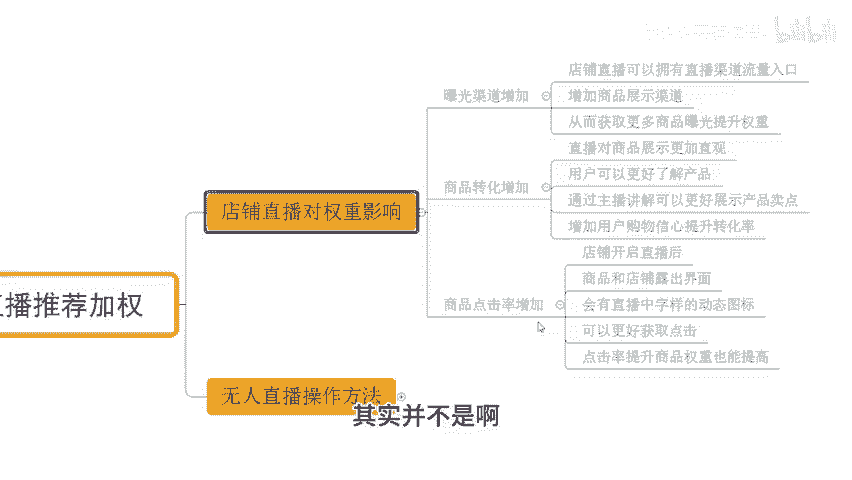 bilibili
店铺直播可以拥有直播渠道流量入口
曝光渠道增加
增加商品展示渠道
从而获取更多商品曝光提升权重
直播对商品展示更加直观
用户可以更好了解产品
商品转化增加
通过主播讲解可以更好展示产品卖点
店铺直播对权重影响
增加用户购物信心提升转化率
店铺开启直播后
商品和店铺露出界面
播推荐加权
商品点击率增加
会有直播中字样的动态图标
可以更好获取点击
点击率提升商品权重也能提高
无人直播操作方法
其实并不是啊